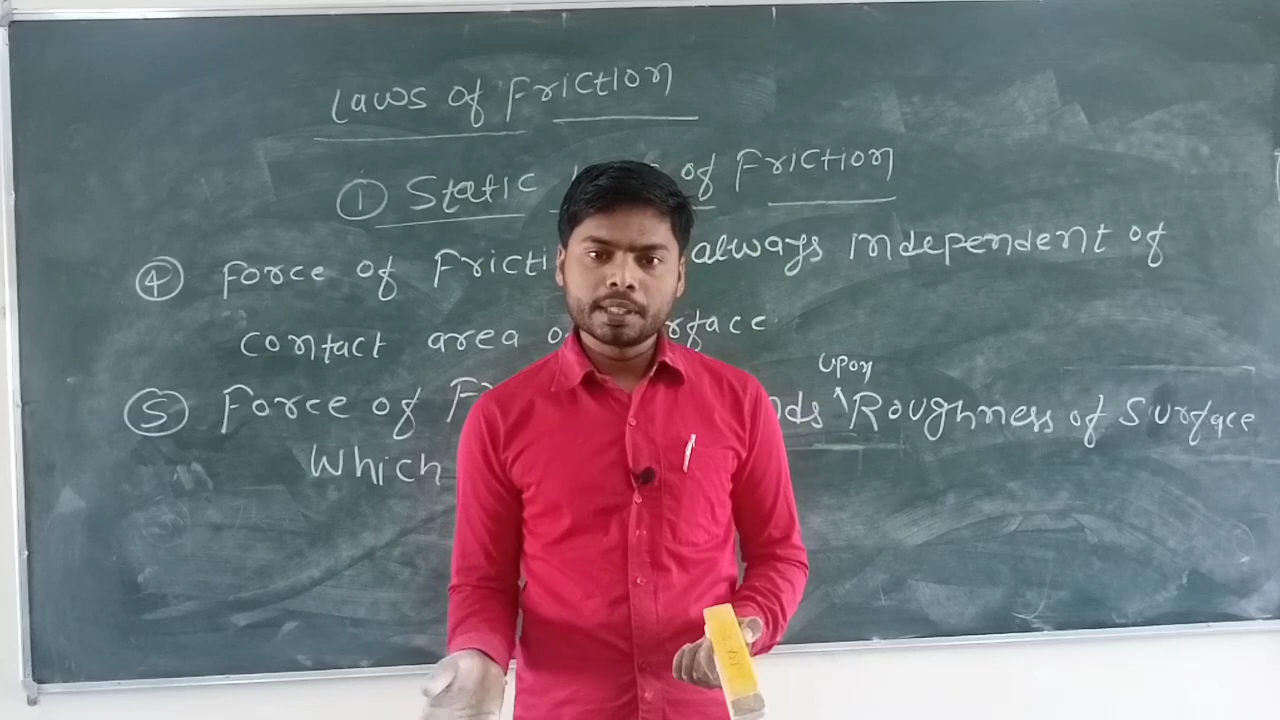 Laws of Friction
① Static of Friction
④ Force of Fricti always independent of
contact area o rface
upon
⑤ Force of F nds Roughness of Surface
Which